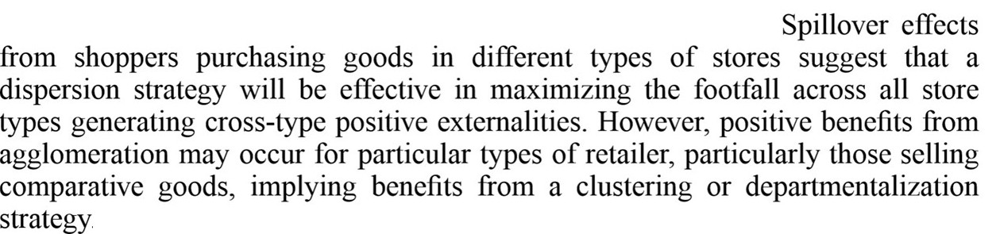 Spillover effects
from shoppers purchasing goods in different types of stores suggest that a
dispersion strategy will be effective in maximizing the footfall across all store
types generating cross-type positive externalities. However, positive benefits from
agglomeration may occur for particular types of retailer, particularly those selling
comparative goods, implying benefits from a clustering or departmentalization
strategy.